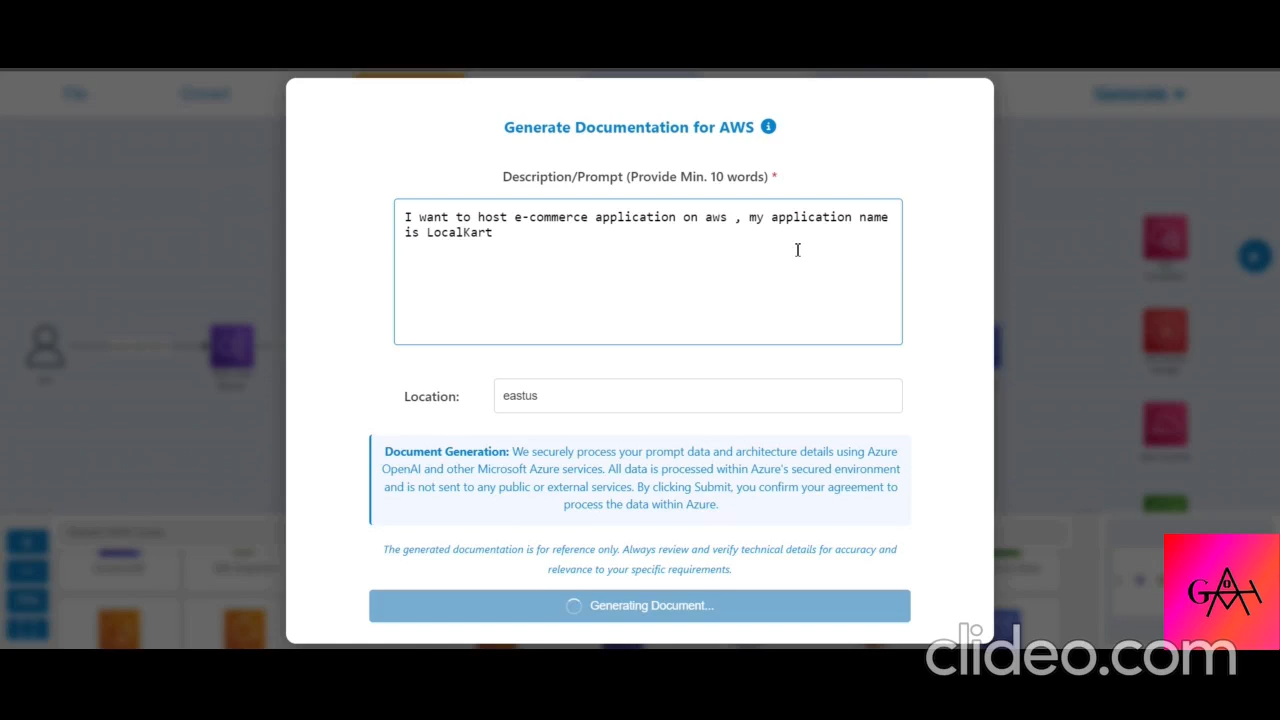 Generate Documentation for AWS
Description/Prompt (Provide Min. 10 words) *
I want to host e-commerce application on aws , my application name
is LocalKart
Location:
eastus
Document Generation: We securely process your prompt data and architecture details using Azure
OpenAI and other Microsoft Azure services. All data is processed within Azure's secured environment
and is not sent to any public or external services. By clicking Submit, you confirm your agreement to
process the data within Azure.
The generated documentation is for reference only. Always review and verify technical details for accuracy and
relevance to your specific requirements.
Generating Document...
clideo.com